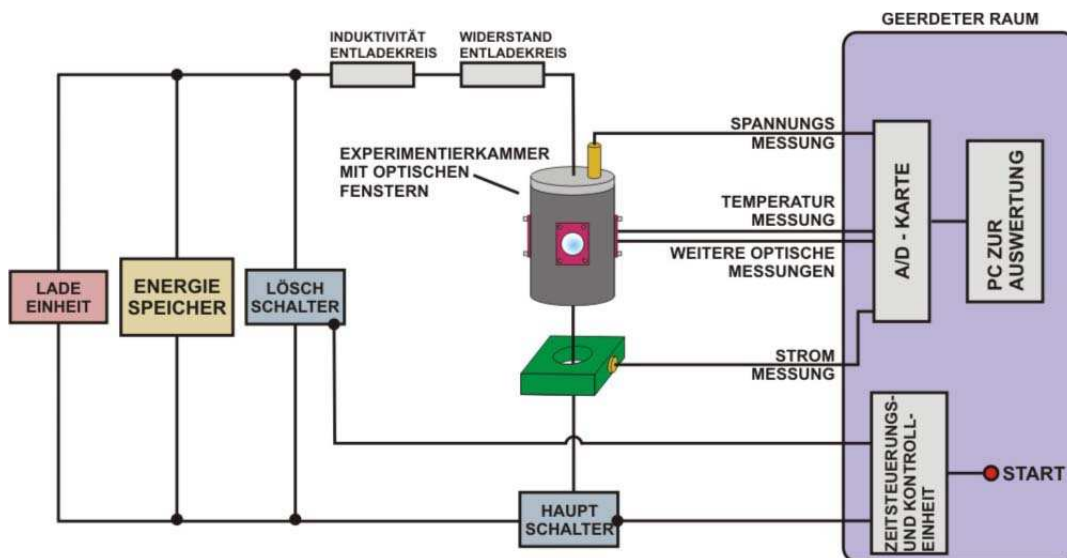 GEERDETER RAUM
INDUKTIVITÄT
ENTLADEKREIS
WIDERSTAND
ENTLADEKREIS
SPANNUNGS
MESSUNG
EXPERIMENTIERKAMMER
MIT OPTISCHEN
FENSTERN
TEMPERATUR
MESSUNG
WEITERE OPTISCHE
MESSUNGEN
A/D - KARTE
PC ZUR
AUSWERTUNG
LADE
EINHEIT
ENERGIE
SPEICHER
LÖSCH
SCHALTER
STROM
MESSUNG
ZEITSTEUERUNGS-
UND KONTROLL-
EINHEIT
START
HAUPT
SCHALTER